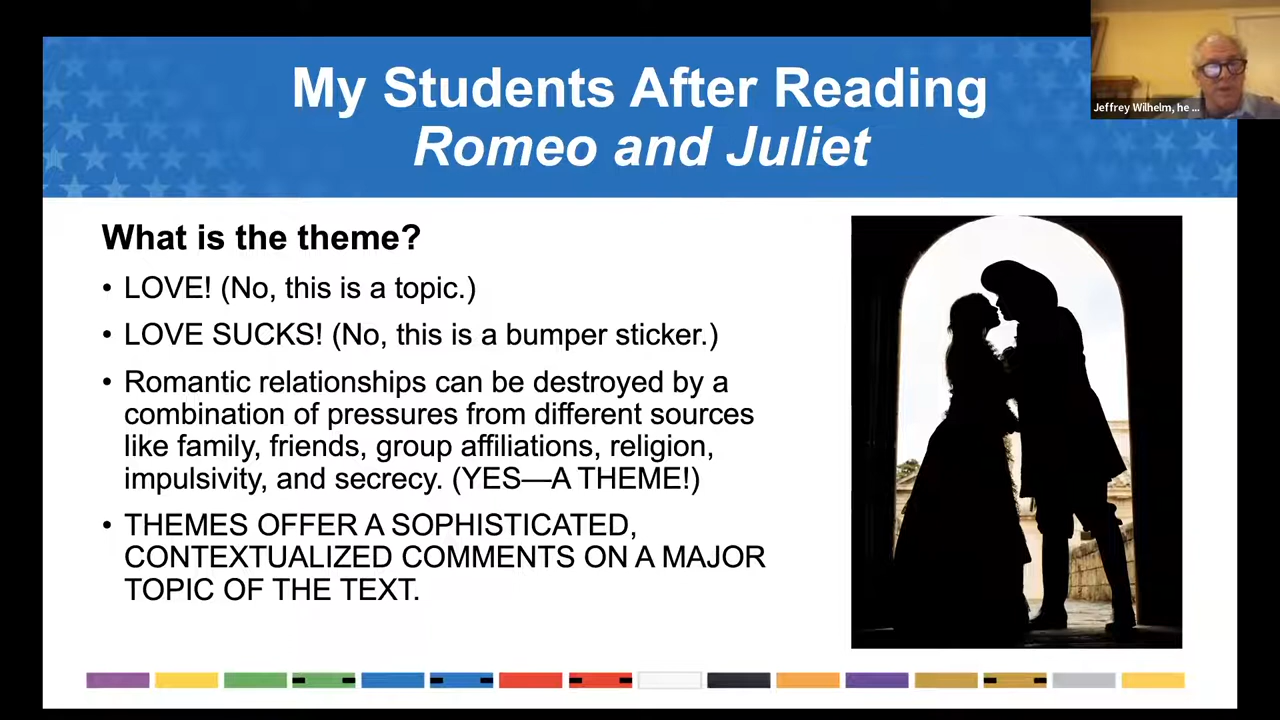 My Students After Reading
Romeo and Juliet
Jeffrey Wilhelm, he ...
What is the theme?
• LOVE! (No, this is a topic.)
• LOVE SUCKS! (No, this is a bumper sticker.)
• Romantic relationships can be destroyed by a
combination of pressures from different sources
like family, friends, group affiliations, religion,
impulsivity, and secrecy. (YES—A THEME!)
• THEMES OFFER A SOPHISTICATED,
CONTEXTUALIZED COMMENTS ON A MAJOR
TOPIC OF THE TEXT.